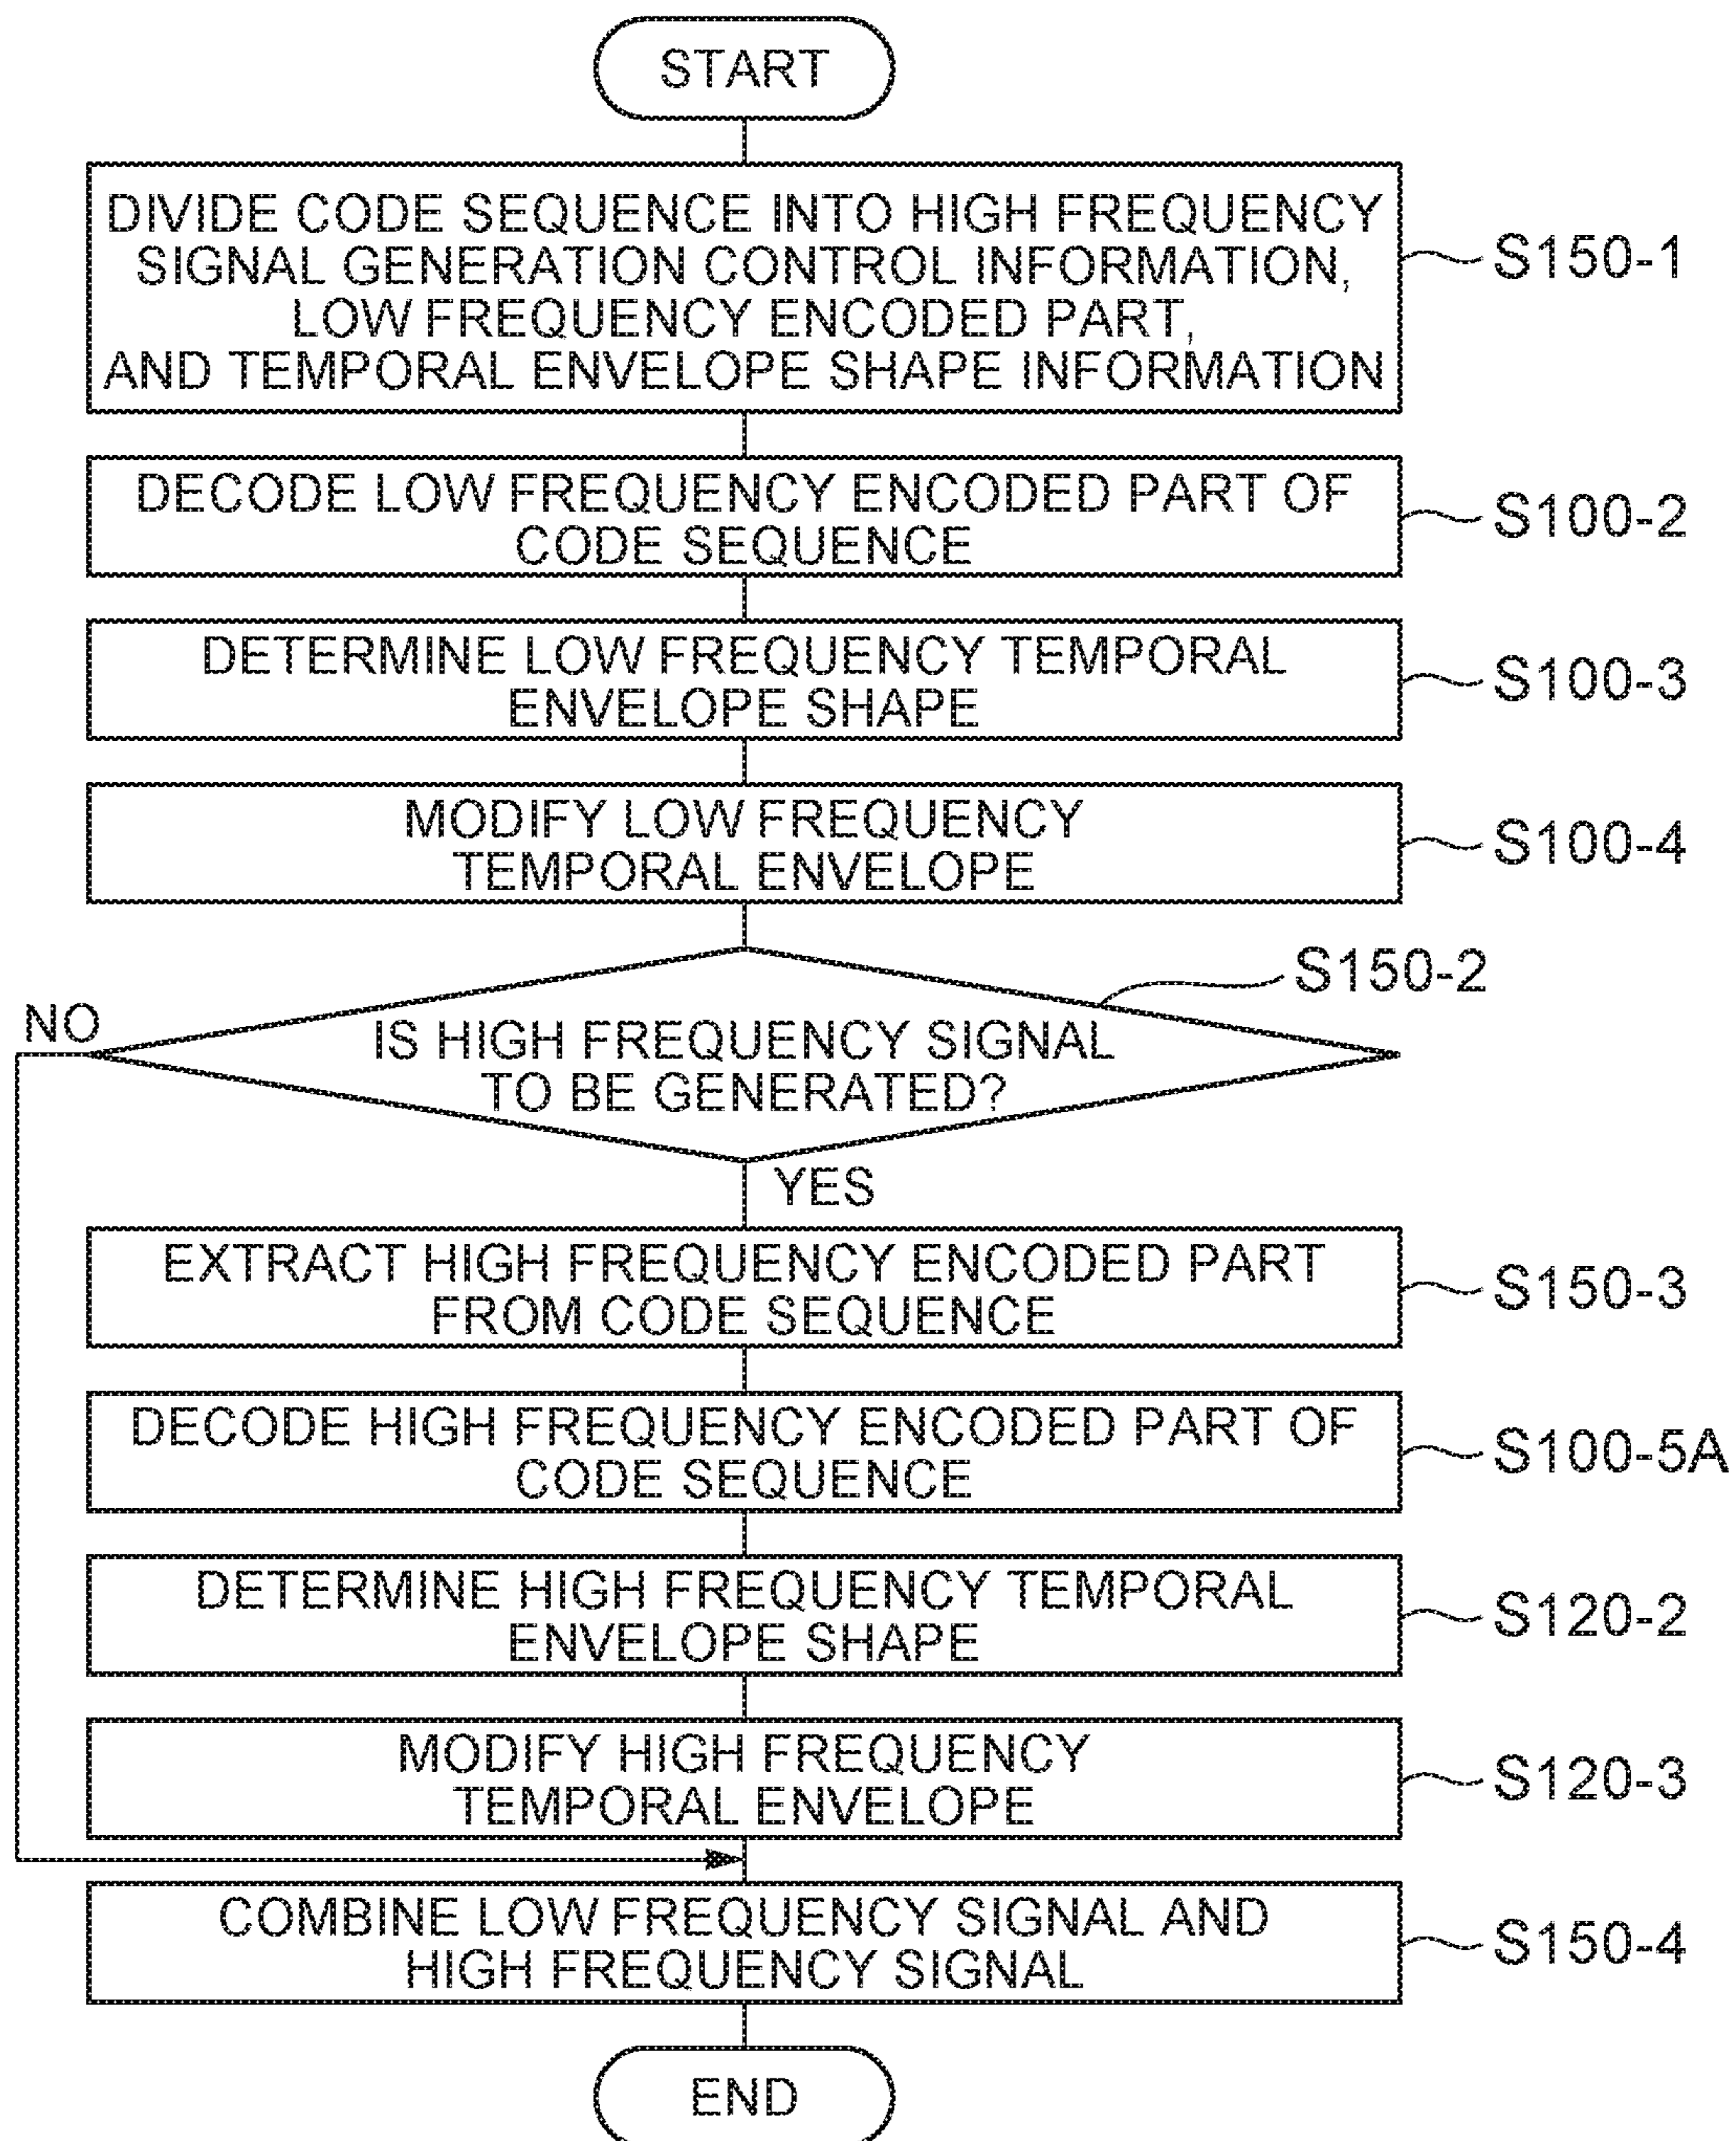 START
DIVIDE CODE SEQUENCE INTO HIGH FREQUENCY
SIGNAL GENERATION CONTROL INFORMATION,
LOW FREQUENCY ENCODED PART,
AND TEMPORAL ENVELOPE SHAPE INFORMATION
S150-1
DECODE LOW FREQUENCY ENCODED PART OF
CODE SEQUENCE
S100-2
DETERMINE LOW FREQUENCY TEMPORAL
ENVELOPE SHAPE
S100-3
MODIFY LOW FREQUENCY
TEMPORAL ENVELOPE
S100-4
S150-2
NO
IS HIGH FREQUENCY SIGNAL
TO BE GENERATED?
YES
EXTRACT HIGH FREQUENCY ENCODED PART
FROM CODE SEQUENCE
S150-3
DECODE HIGH FREQUENCY ENCODED PART OF
CODE SEQUENCE
S100-5A
DETERMINE HIGH FREQUENCY TEMPORAL
ENVELOPE SHAPE
S120-2
MODIFY HIGH FREQUENCY
TEMPORAL ENVELOPE
S120-3
COMBINE LOW FREQUENCY SIGNAL AND
HIGH FREQUENCY SIGNAL
S150-4
END